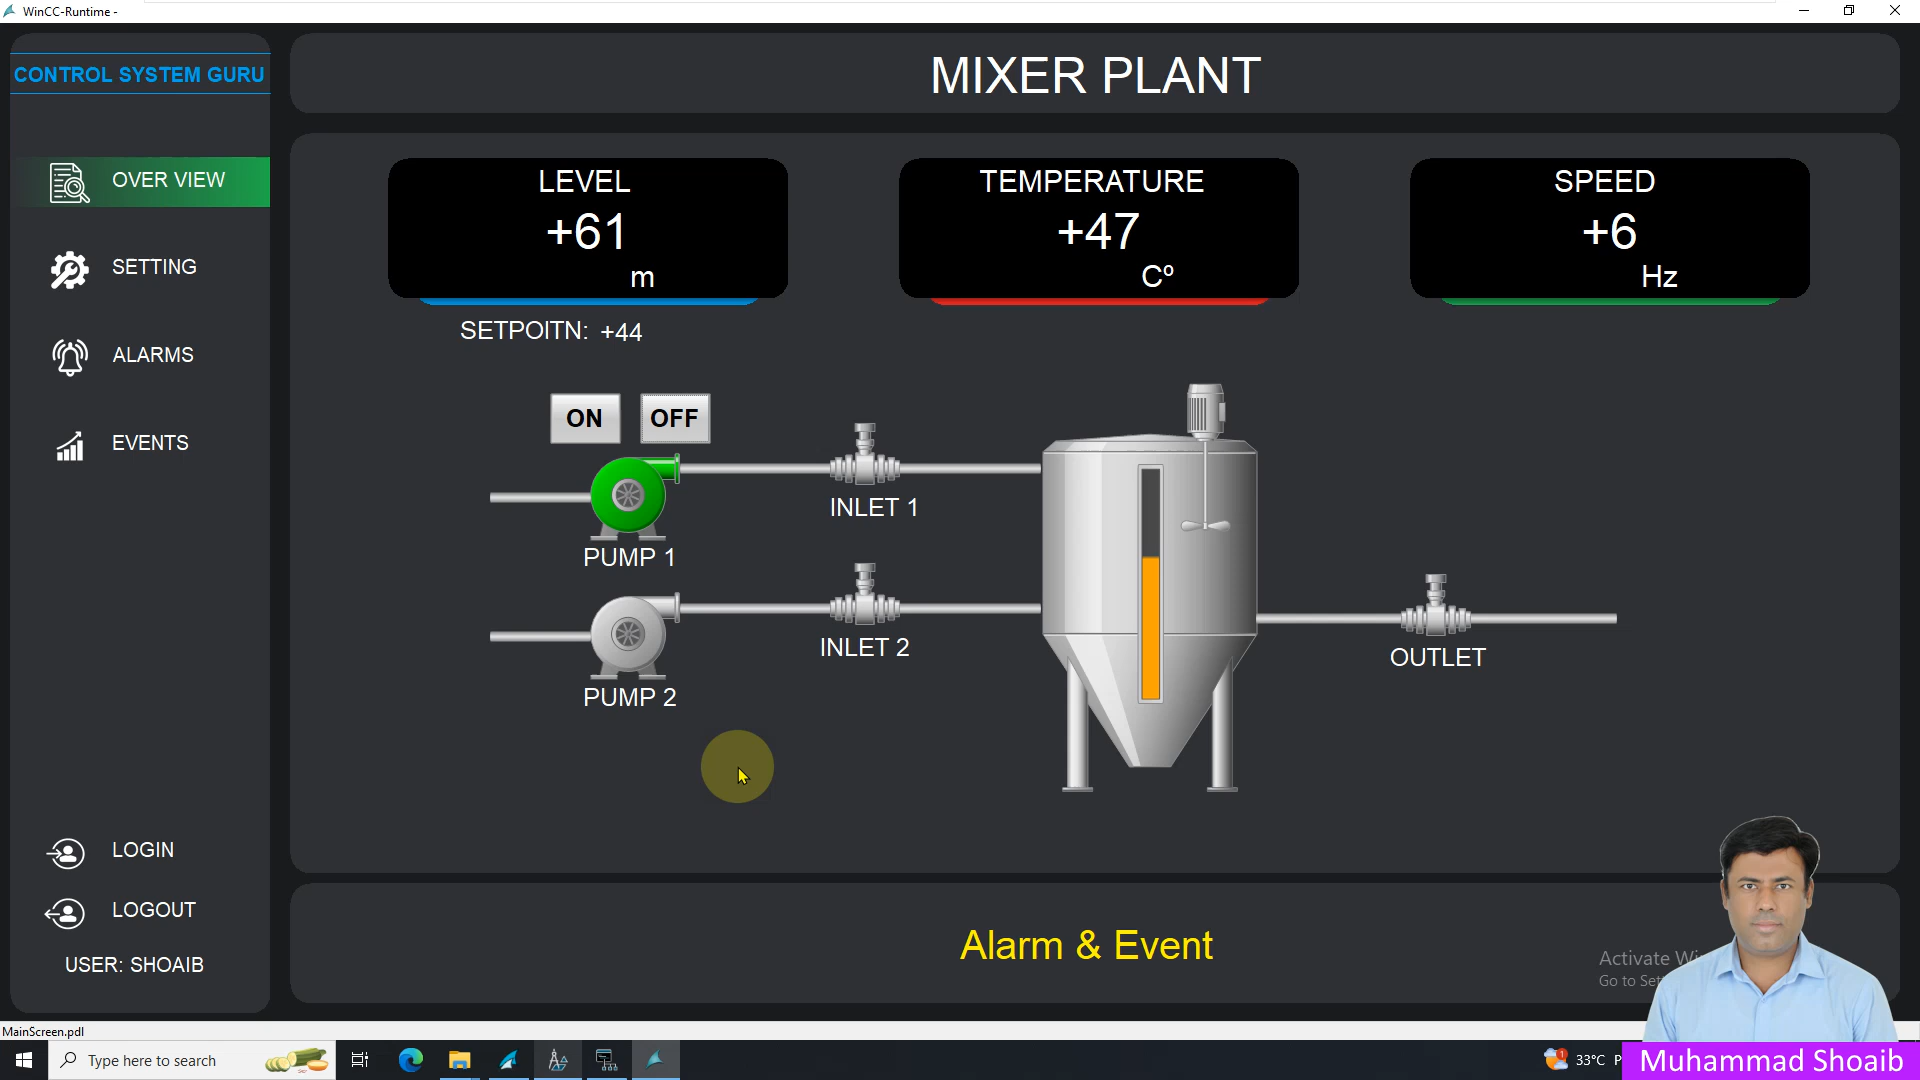 WinCC-Runtime -
CONTROL SYSTEM GURU
MIXER PLANT
OVER VIEW
SETTING
ALARMS
EVENTS
LEVEL
+61
m
TEMPERATURE
+47
Cº
SPEED
+6
Hz
SETPOITN: +44
ON OFF
PUMP 1
INLET 1
PUMP 2
INLET 2
OUTLET
LOGIN
LOGOUT
USER: SHOAIB
Alarm & Event
Activate
Go to
MainScreen.pdl
Type here to search
1
33°C
Muhammad Shoaib